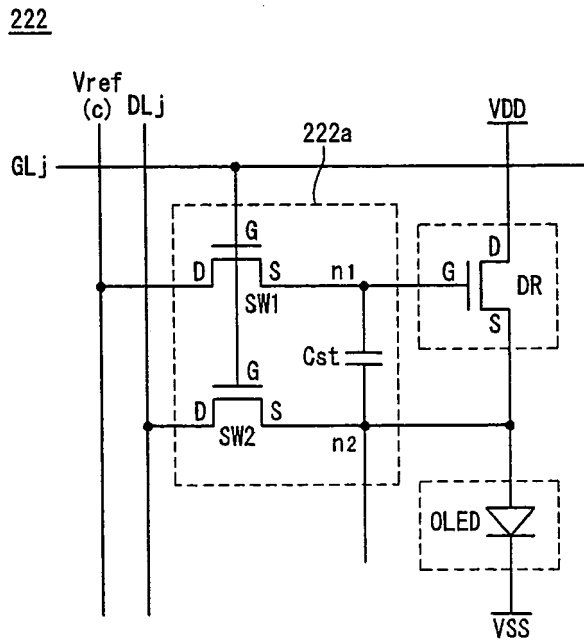 222
Vref
(c)
DLj
VDD
222a
GLj
G
D
S
n1
SW1
D
G
DR
S
Cst
G
D
S
SW2
n2
OLED
VSS